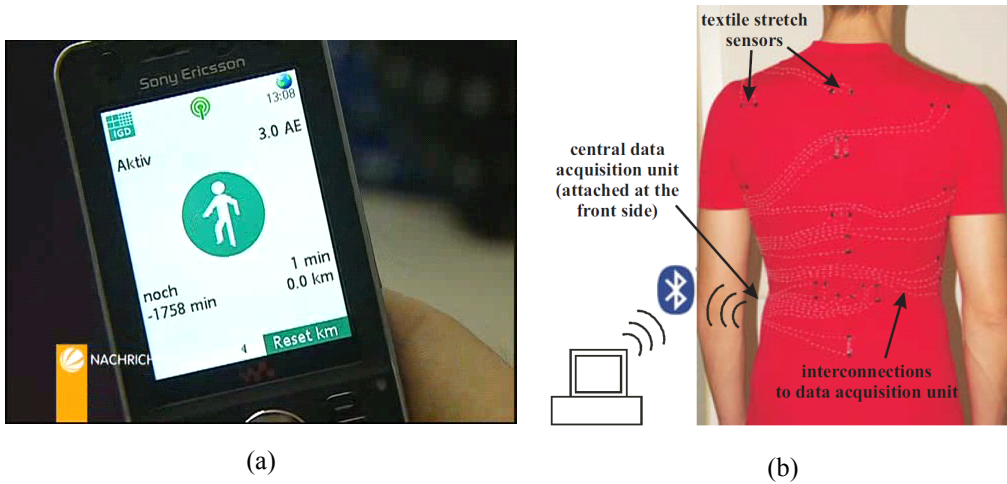 Sony Ericsson
13:08
IGD
3.0 AE
Aktiv
1 min
noch
0.0 km
-1758 min
Reset km
NACHRICH
textile stretch
sensors
central data
acquisition unit
(attached at the
front side)
interconnections
to data acquisition unit
(a)
(b)